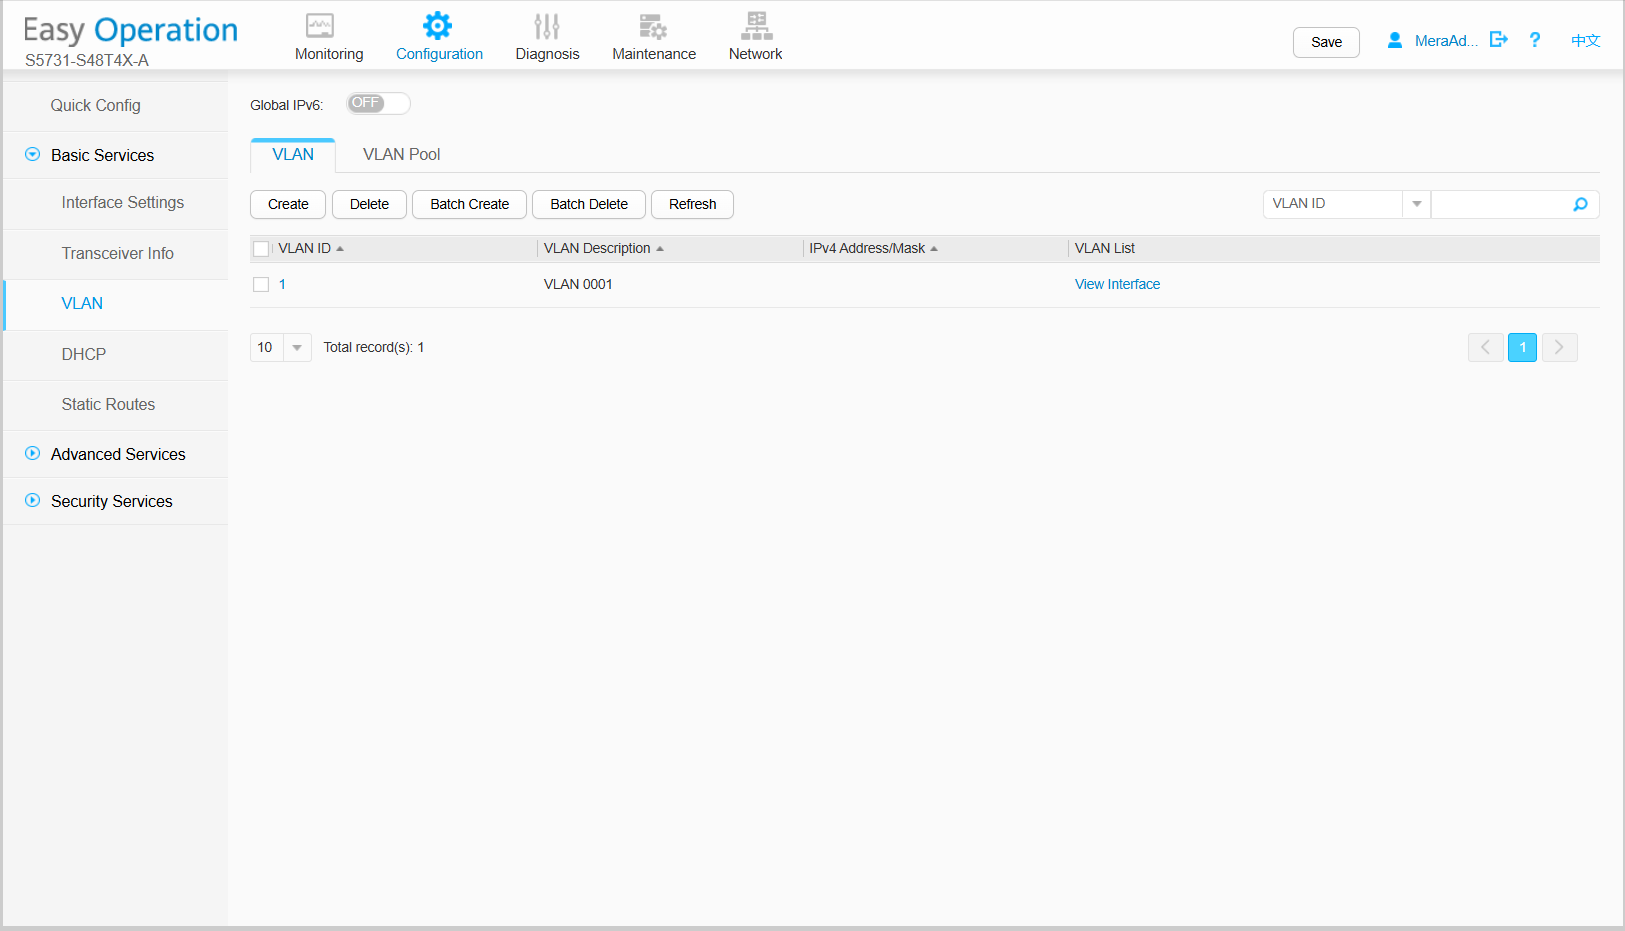 Easy Operation
S5731-S48T4X-A
Monitoring
Configuration
Diagnosis
Maintenance
Network
Save
MeraAd...
?
中文
Quick Config
Basic Services
Interface Settings
Transceiver Info
VLAN
DHCP
Static Routes
Advanced Services
Security Services
Global IPv6: OFF
VLAN
VLAN Pool
Create
Delete
Batch Create
Batch Delete
Refresh
VLAN ID
VLAN ID
VLAN Description
IPv4 Address/Mask
VLAN List
1
VLAN 0001
View Interface
10
Total record(s): 1
1